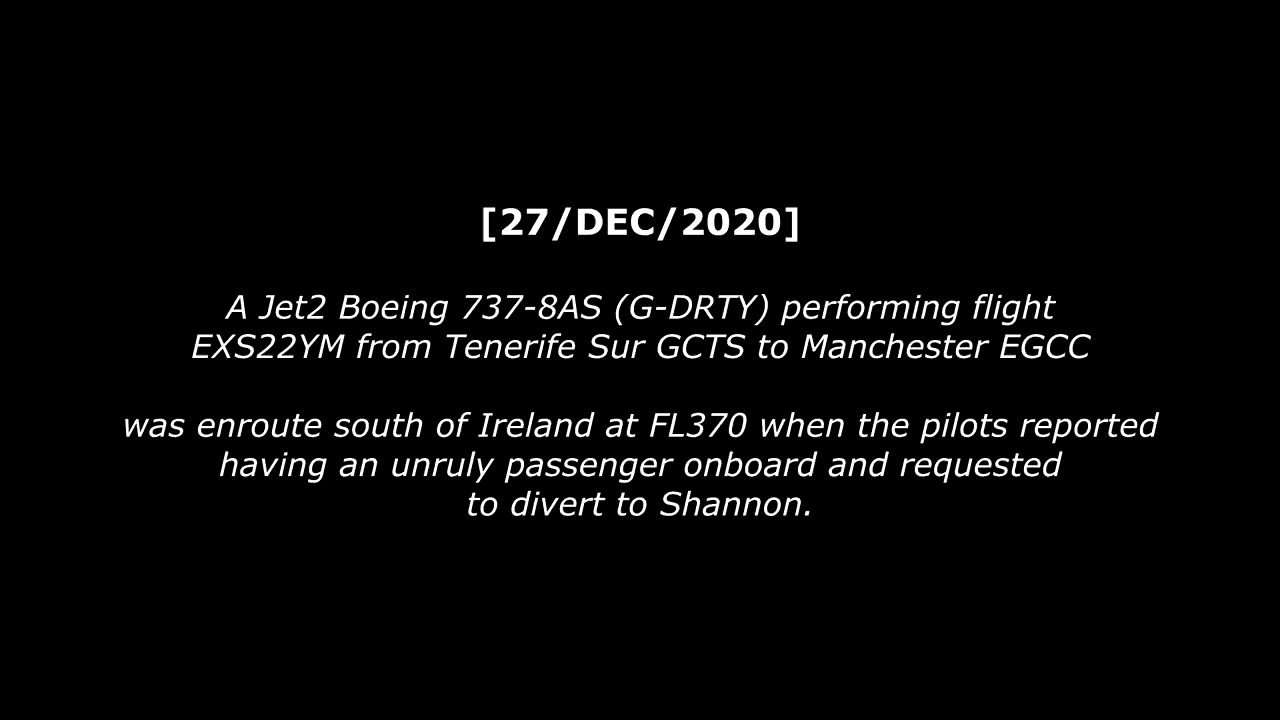 [27/DEC/2020]
A Jet2 Boeing 737-8AS (G-DRTY) performing flight
EXS22YM from Tenerife Sur GCTS to Manchester EGCC
was enroute south of Ireland at FL370 when the pilots reported
having an unruly passenger onboard and requested
to divert to Shannon.